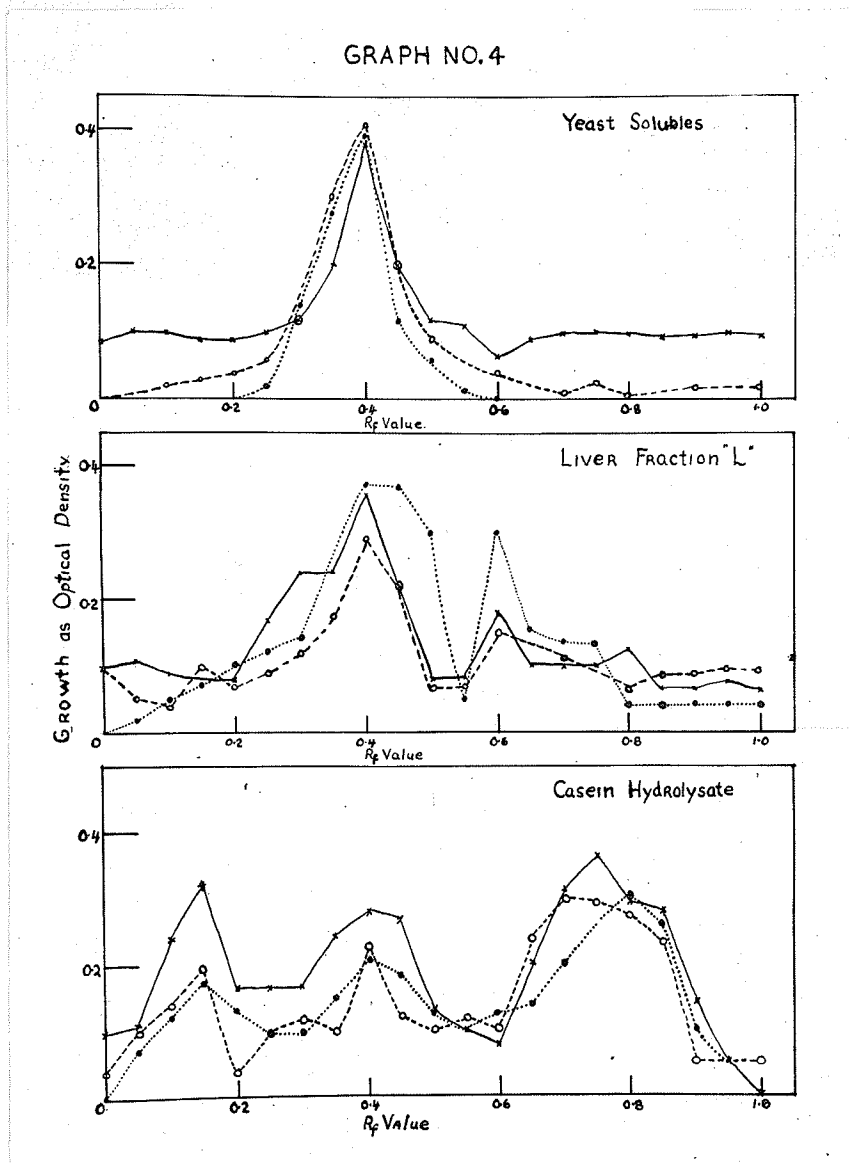 GRAPH NO.4
Yeast Solubles
0.4
0.2
0 0.2 0.4 0.6 0.8 1.0
Rf Value.
Growth as Optical Density.
Liver Fraction "L"
0.4
0.2
0 0.2 0.4 0.6 0.8 1.0
Rf Value
Casein Hydrolysate
0.4
0.2
0. 0.2 0.4 0.6 0.8 1.0
Rf Value